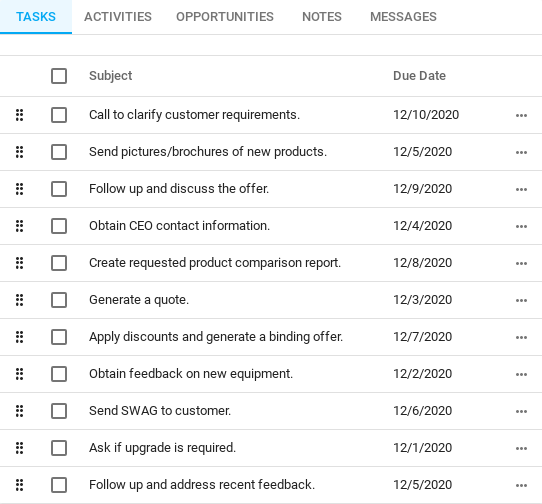 TASKS ACTIVITIES OPPORTUNITIES NOTES MESSAGES
Subject Due Date
Call to clarify customer requirements. 12/10/2020
Send pictures/brochures of new products. 12/5/2020
Follow up and discuss the offer. 12/9/2020
Obtain CEO contact information. 12/4/2020
Create requested product comparison report. 12/8/2020
Generate a quote. 12/3/2020
Apply discounts and generate a binding offer. 12/7/2020
Obtain feedback on new equipment. 12/2/2020
Send SWAG to customer. 12/6/2020
Ask if upgrade is required. 12/1/2020
Follow up and address recent feedback. 12/5/2020